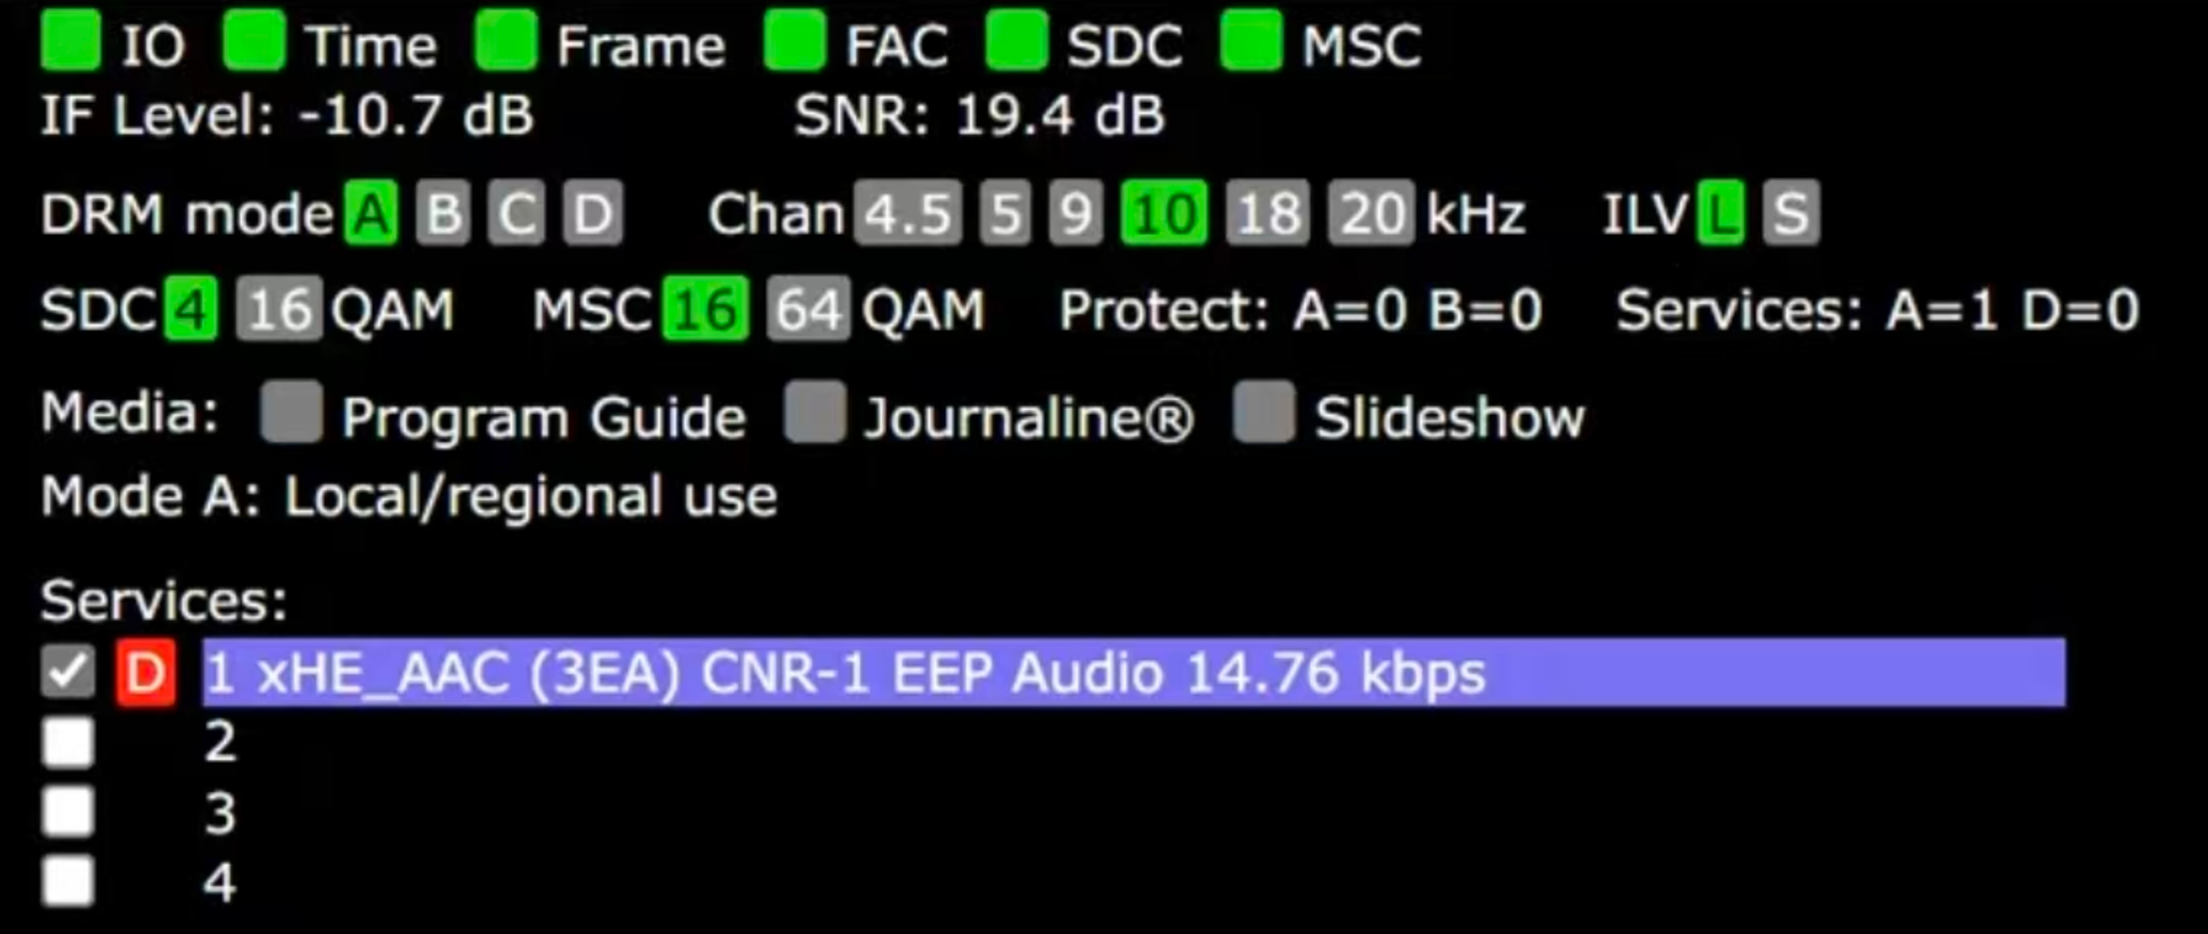 IO Time Frame FAC SDC MSC
IF Level: -10.7 dB SNR: 19.4 dB
DRM mode A B C D Chan 4.5 5 9 10 18 20 kHz ILV L S
SDC 4 16 QAM MSC 16 64 QAM Protect: A=0 B=0 Services: A=1 D=0
Media: Program Guide Journaline® Slideshow
Mode A: Local/regional use
Services:
D 1 xHE_AAC (3EA) CNR-1 EEP Audio 14.76 kbps
2
3
4